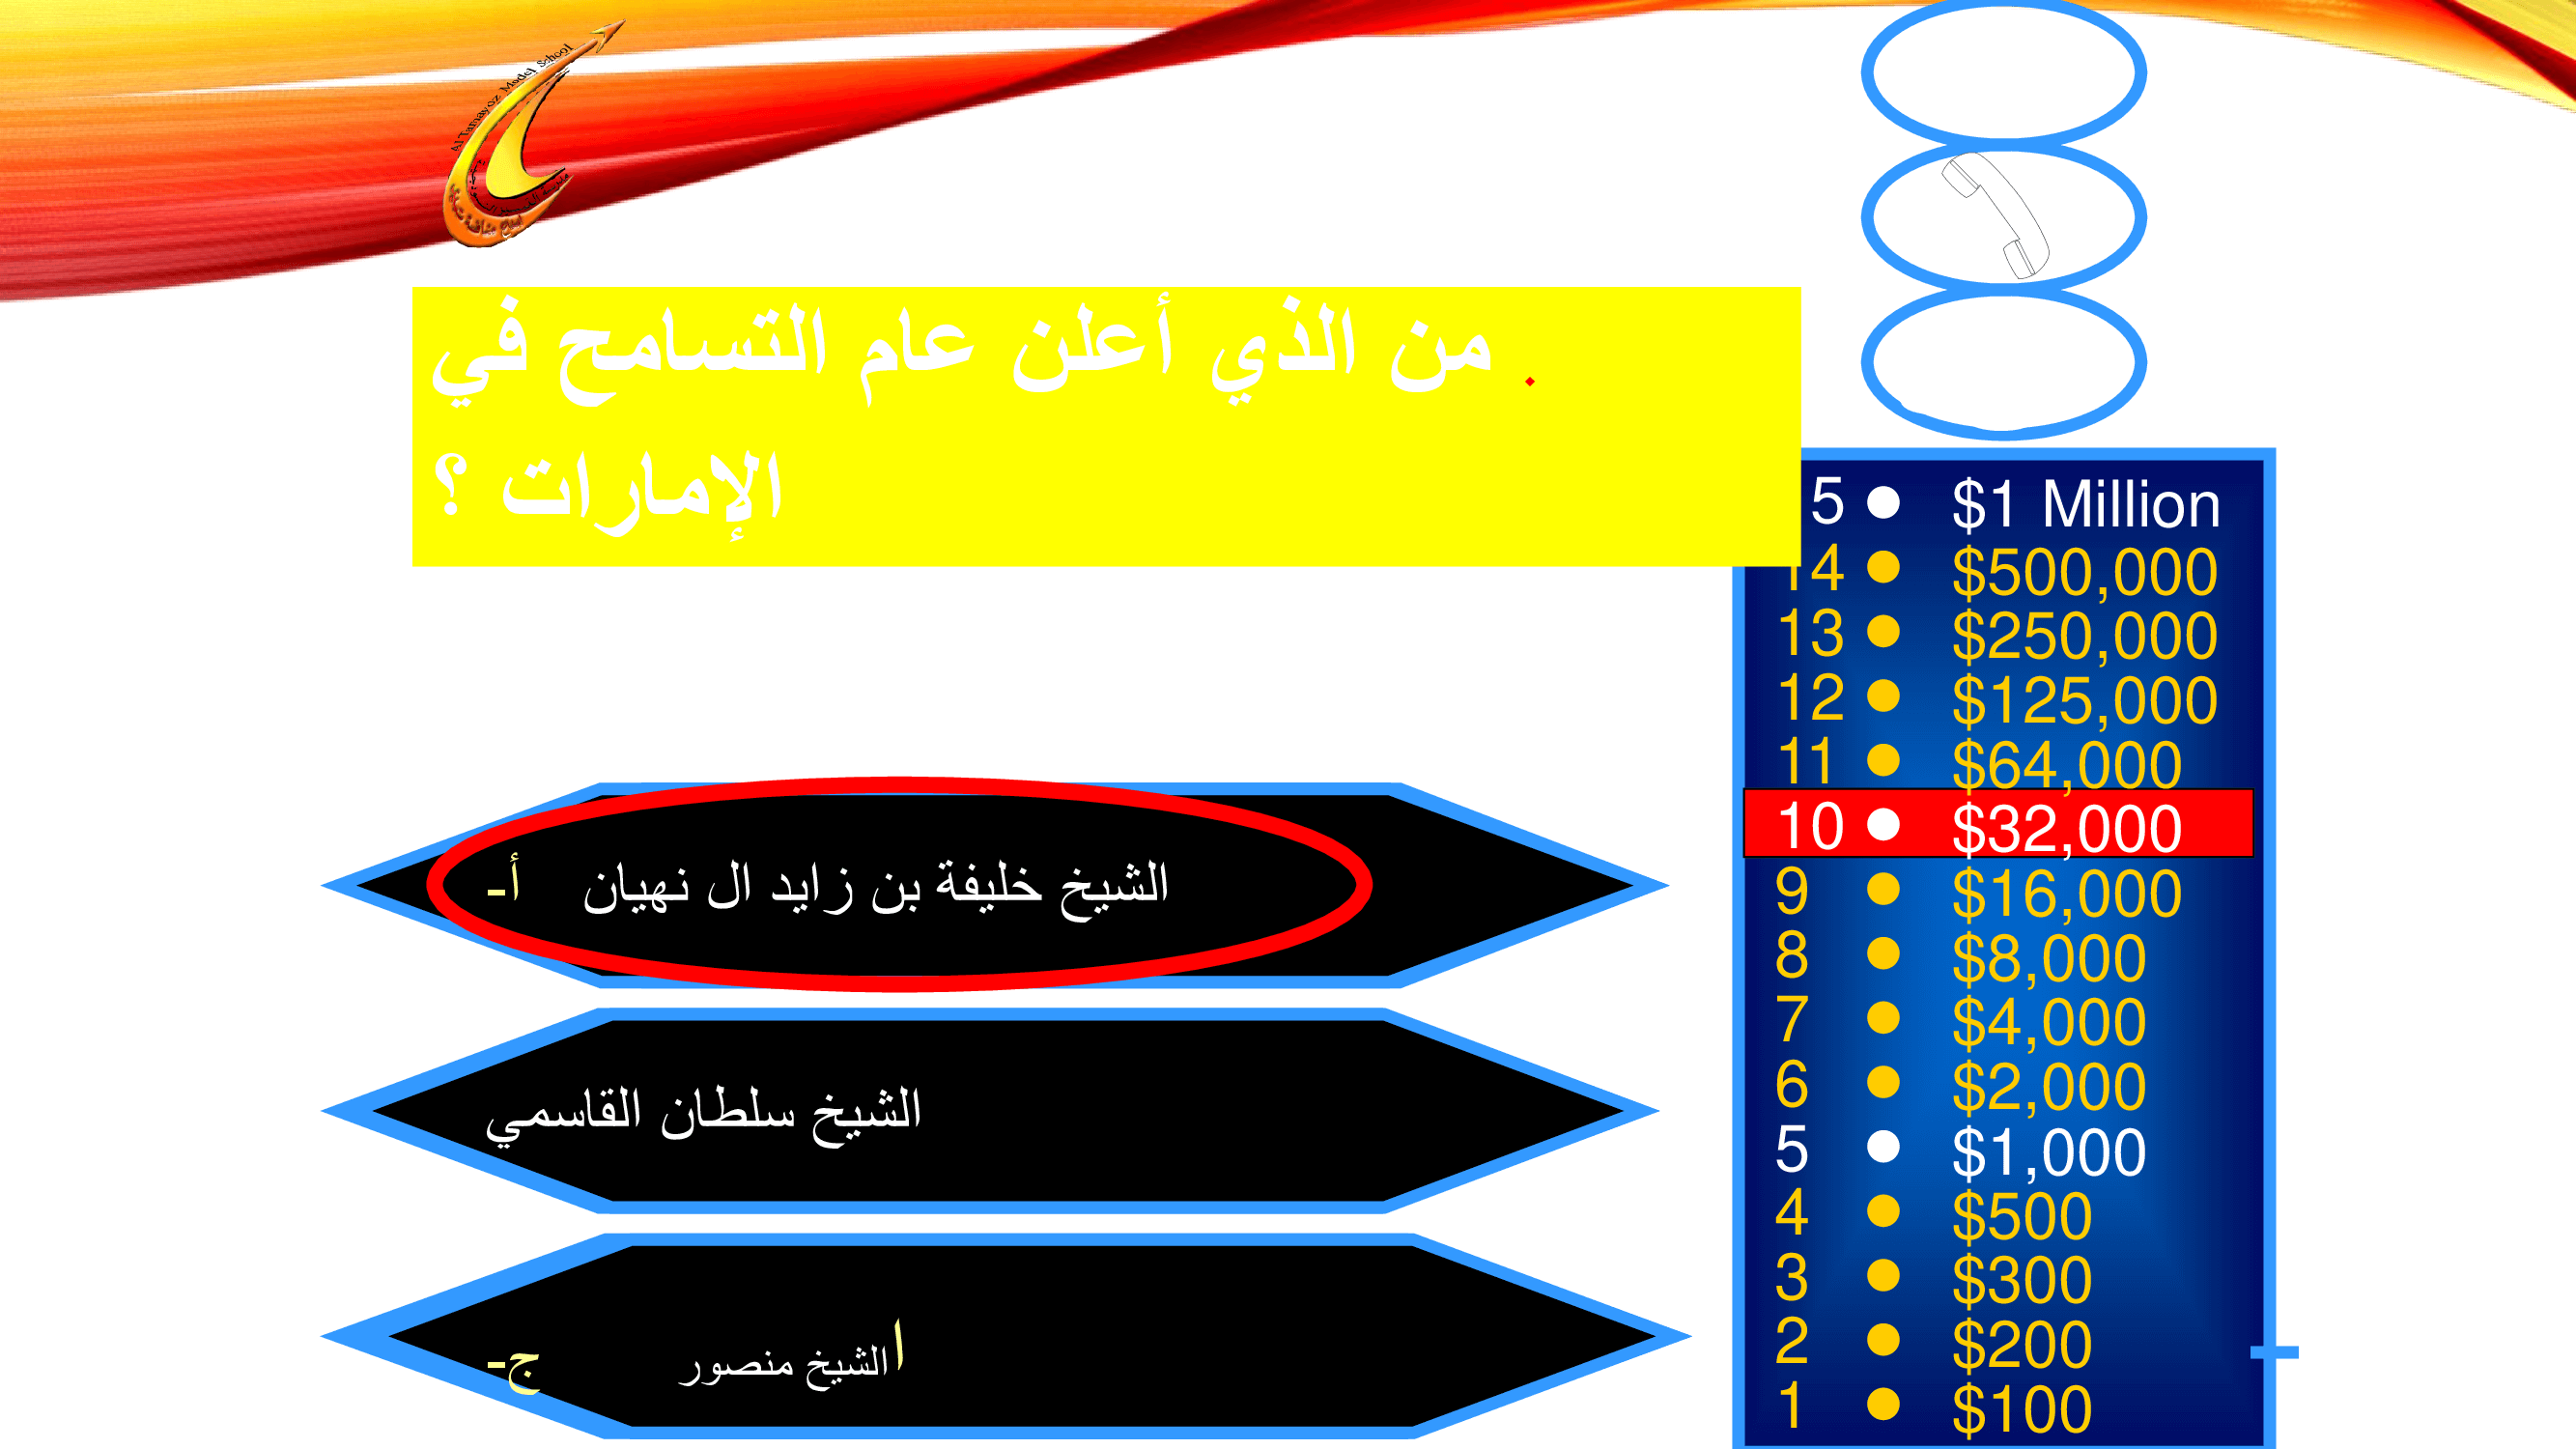 Al Tamayoz Model School
. من الذي أعلن عام التسامح في
الإمارات ؟
أ- الشيخ خليفة بن زايد ال نهيان
الشيخ سلطان القاسمي
ج- االشيخ منصور
5 • $1 Million
14 • $500,000
13 • $250,000
12 • $125,000
11 • $64,000
10 • $32,000
9 • $16,000
8 • $8,000
7 • $4,000
6 • $2,000
5 • $1,000
4 • $500
3 • $300
2 • $200
1 • $100